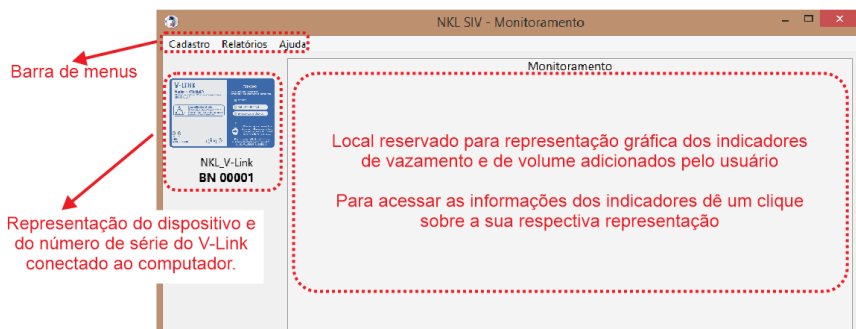 NKL SIV - Monitoramento
Cadastro Relatórios Ajuda
Barra de menus
Monitoramento
V-LINK
NKL_V-Link
BN 00001
Local reservado para representação gráfica dos indicadores
de vazamento e de volume adicionados pelo usuário
Para acessar as informações dos indicadores dê um clique
sobre a sua respectiva representação
Representação do dispositivo e
do número de série do V-Link
conectado ao computador.